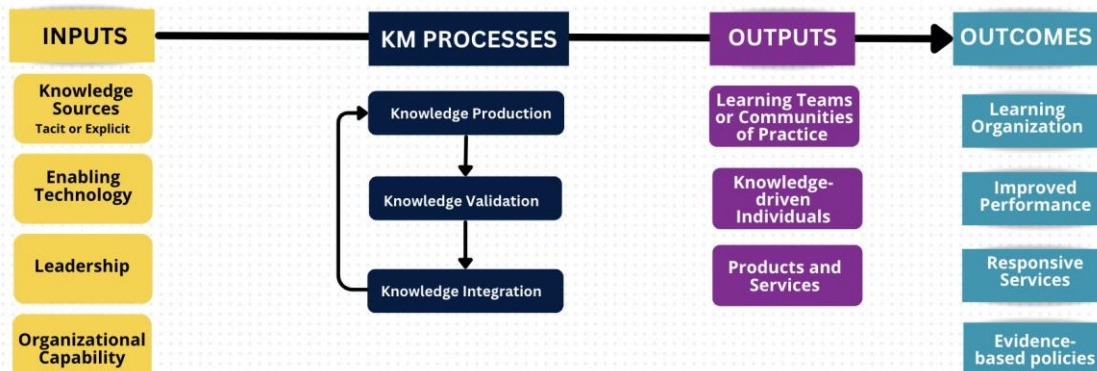 INPUTS
KM PROCESSES
OUTPUTS
OUTCOMES
Knowledge
Sources
Tacit or Explicit
Enabling
Technology
Leadership
Organizational
Capability
Knowledge Production
Knowledge Validation
Knowledge Integration
Learning Teams
or Communities
of Practice
Knowledge-
driven
Individuals
Products and
Services
Learning
Organization
Improved
Performance
Responsive
Services
Evidence-
based policies